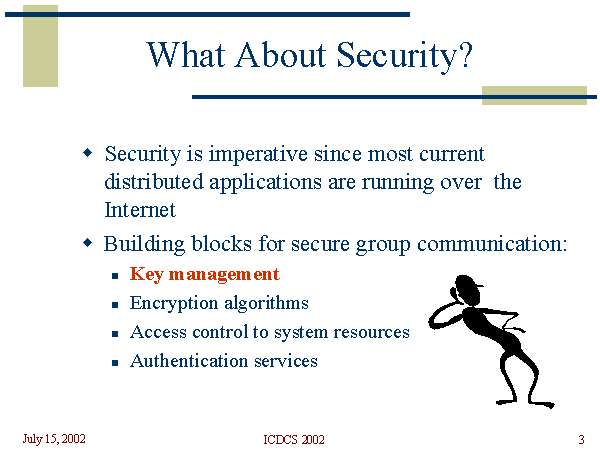 What About Security?
Security is imperative since most current
distributed applications are running over the
Internet
Building blocks for secure group communication:
Key management
Encryption algorithms
Access control to system resources
Authentication services
July 15, 2002 ICDCS 2002 3